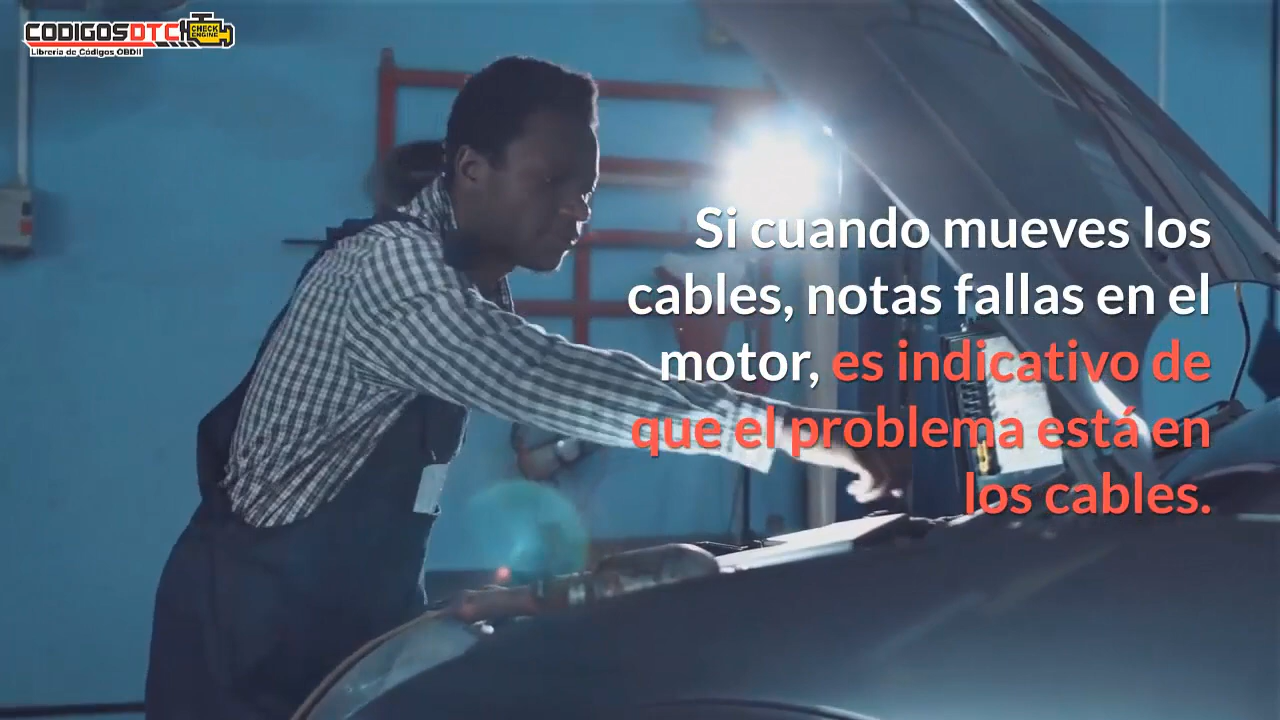 CODIGOSDTC
CHECK
ENGINE
Librería de Códigos OBDII
Si cuando mueves los
cables, notas fallas en el
motor, es indicativo de
que el problema está en
los cables.